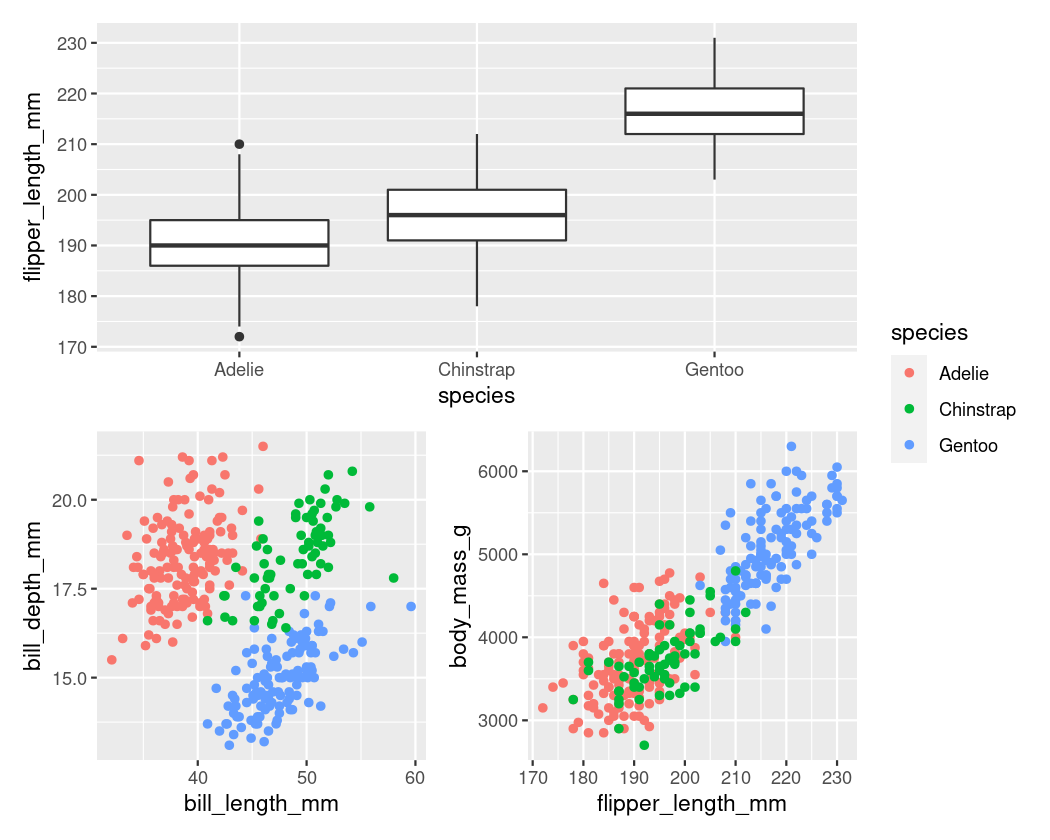 flipper_length_mm
230
220
210
200
190
180
170
Adelie Chinstrap Gentoo
species
species
Adelie
Chinstrap
Gentoo
bill_depth_mm
20.0
17.5
15.0
40 50 60
bill_length_mm
body_mass_g
6000
5000
4000
3000
170 180 190 200 210 220 230
flipper_length_mm